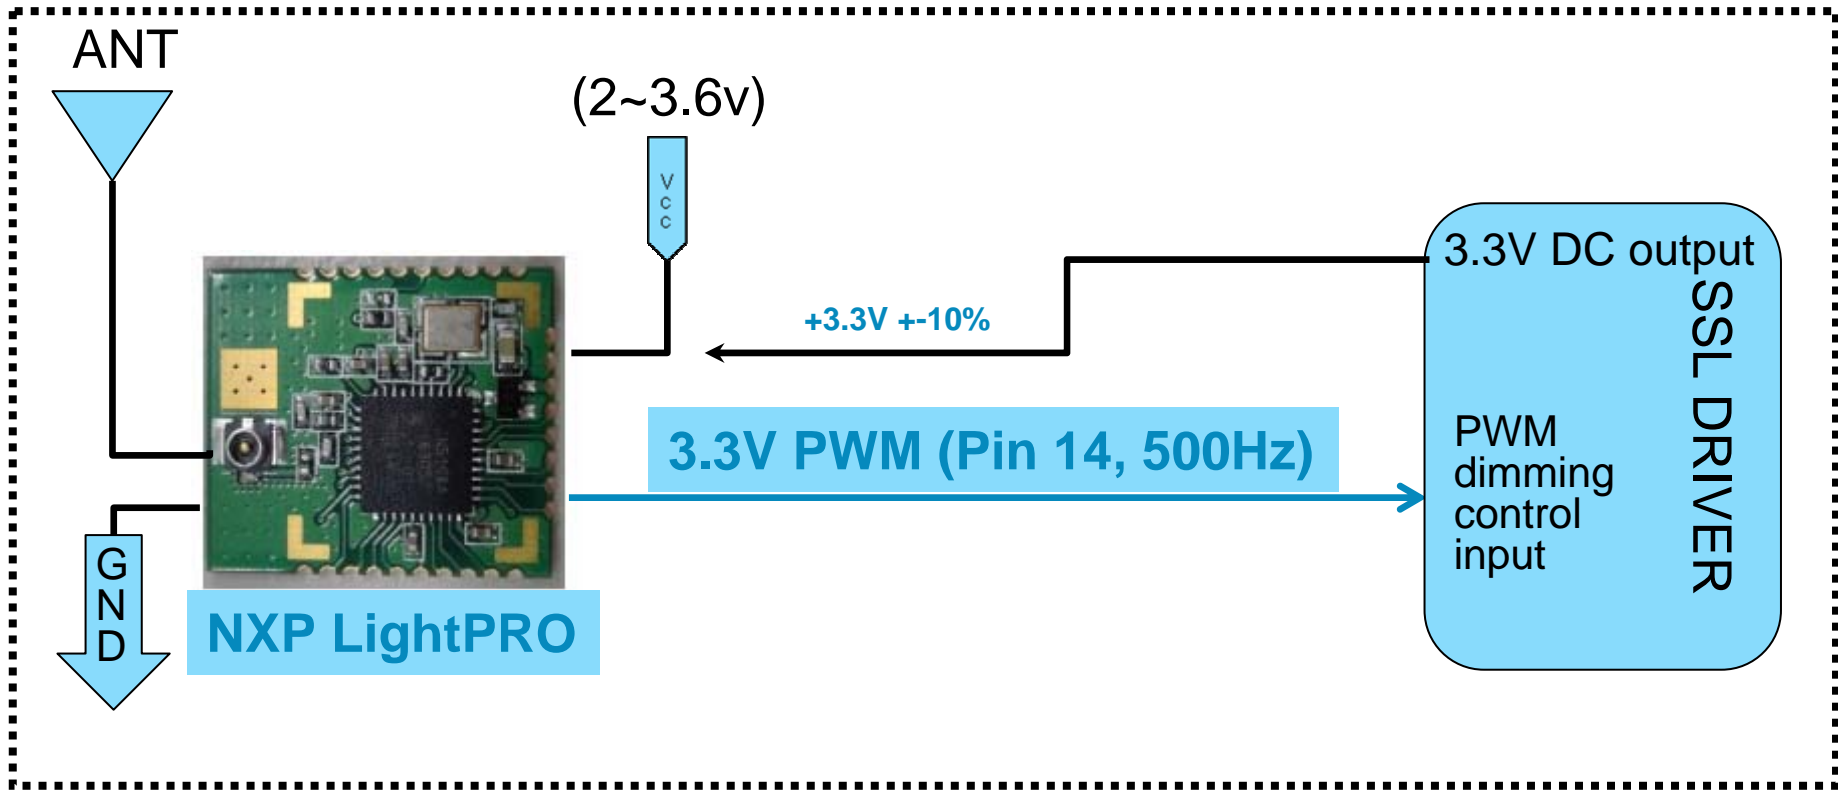 ANT
(2~3.6v)
Vcc
3.3V DC output
+3.3V +-10%
SSL DRIVER
3.3V PWM (Pin 14, 500Hz)
PWM
dimming
control
input
GND
NXP LightPRO